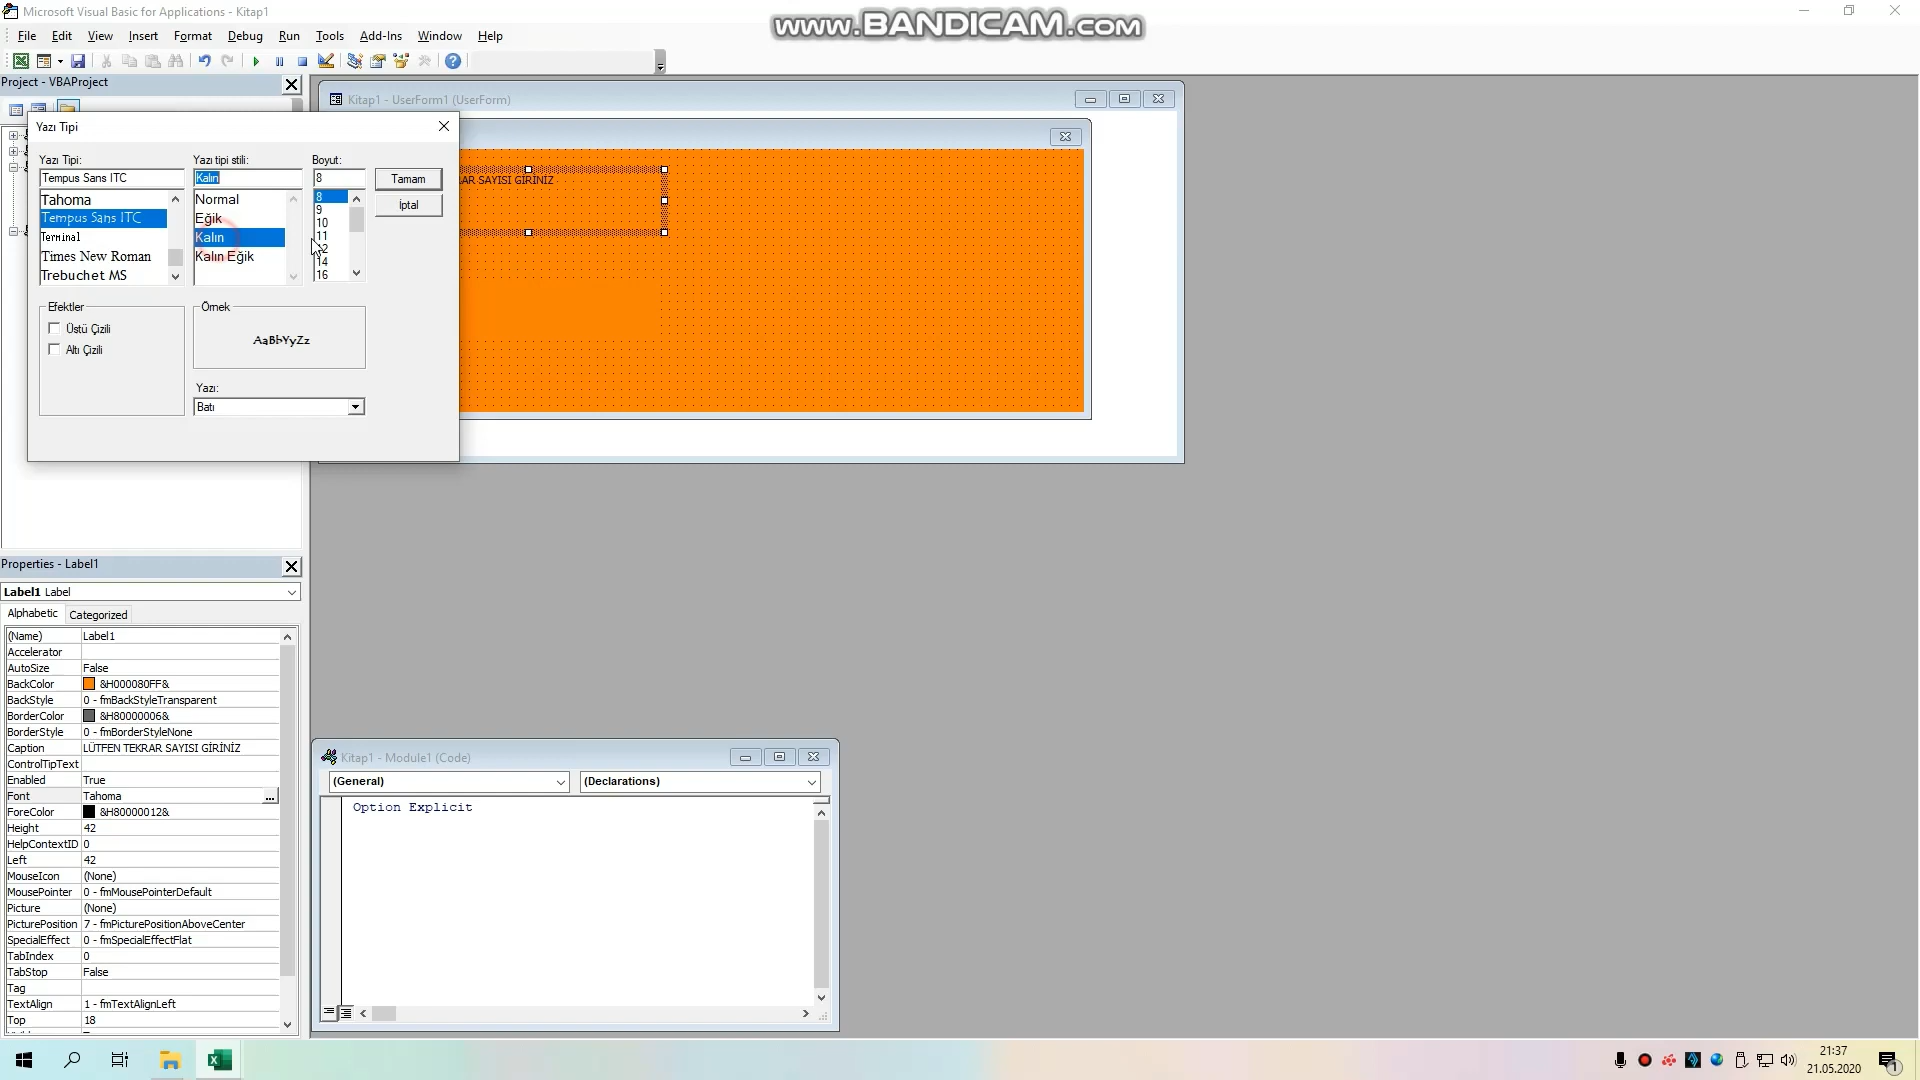 Microsoft Visual Basic for Applications - Kitap1
www.BANDICAM.com
File Edit View Insert Format Debug Run Tools Add-Ins Window Help
Project - VBAProject
Kitap1 - UserForm1 (UserForm)
Yazı Tipi
Yazı Tipi: Yazı tipi stili: Boyut:
Tempus Sans ITC Kalın 8 Tamam
Tahoma Normal 8
Tempus Sans ITC Eğik 9 İptal
Terminal Kalın 10
Times New Roman Kalın Eğik 11
Trebuchet MS 12
14
16
RAR SAYISI GİRİNİZ
Efektler Örnek
Üstü Çizili
Altı Çizili
AaBbYyZz
Yazı:
Batı
Properties - Label1
Label1 Label
Alphabetic Categorized
(Name) Label1
Accelerator
AutoSize False
BackColor &H000080FF&
BackStyle 0 - fmBackStyleTransparent
BorderColor &H80000006&
BorderStyle 0 - fmBorderStyleNone
Caption LÜTFEN TEKRAR SAYISI GİRİNİZ
ControlTipText
Enabled True
Font Tahoma ...
ForeColor &H80000012&
Height 42
HelpContextID 0
Left 42
MouseIcon (None)
MousePointer 0 - fmMousePointerDefault
Picture (None)
PicturePosition 7 - fmPicturePositionAboveCenter
SpecialEffect 0 - fmSpecialEffectFlat
TabIndex 0
TabStop False
Tag
TextAlign 1 - fmTextAlignLeft
Top 18
Kitap1 - Module1 (Code)
(General) (Declarations)
Option Explicit
21:37
21.05.2020
1